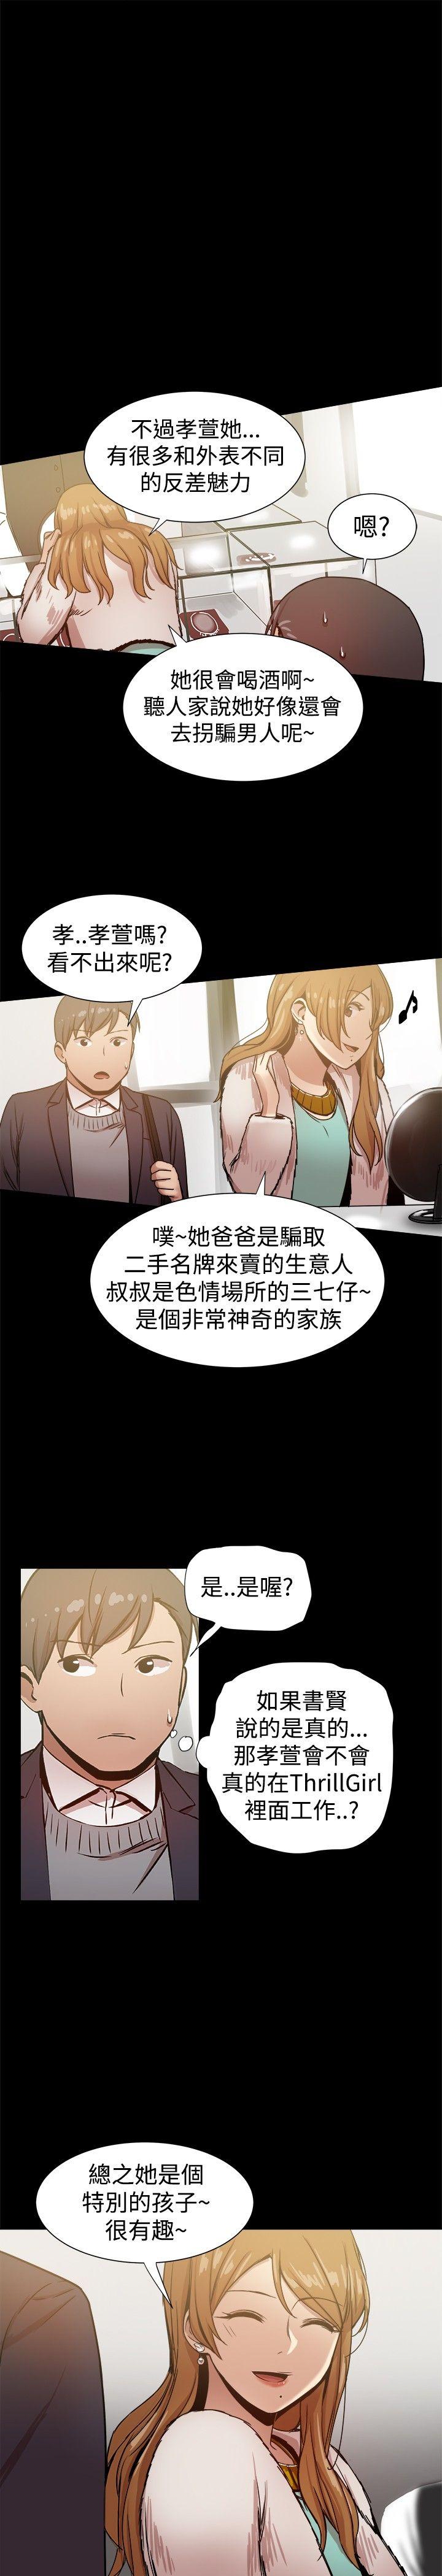 不過孝萱她...
有很多和外表不同
的反差魅力
嗯?
她很會喝酒啊~
聽人家說她好像還會
去拐騙男人呢~
孝..孝萱嗎?
看不出來呢?
噗~她爸爸是騙取
二手名牌來賣的生意人
叔叔是色情場所的三七仔~
是個非常神奇的家族
是..是喔?
如果書賢
說的是真的...
那孝萱會不會
真的在ThrillGirl
裡面工作..?
總之她是個
特別的孩子~
很有趣~